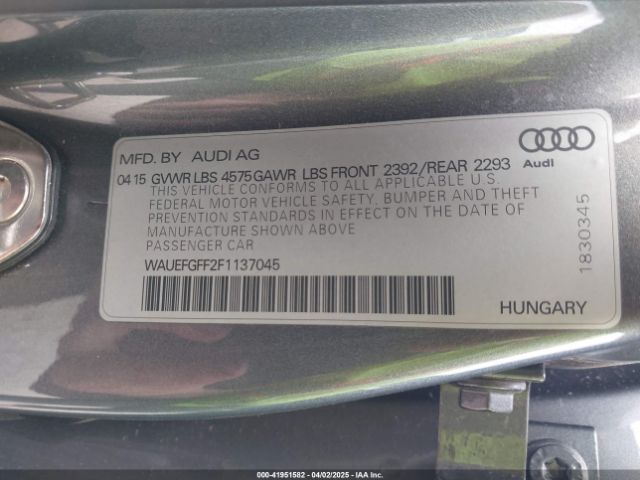 MFD. BY AUDI AG
04 15 GVWR LBS 4575 GAWR LBS FRONT 2392/REAR 2293
THIS VEHICLE CONFORMS TO ALL APPLICABLE U.S.
FEDERAL MOTOR VEHICLE SAFETY, BUMPER AND THEFT
PREVENTION STANDARDS IN EFFECT ON THE DATE OF
MANUFACTURE SHOWN ABOVE
PASSENGER CAR
WAUEFGFF2F1137045
Audi
1830345
HUNGARY
00-41951582 04/02/2025 Copart, Inc.